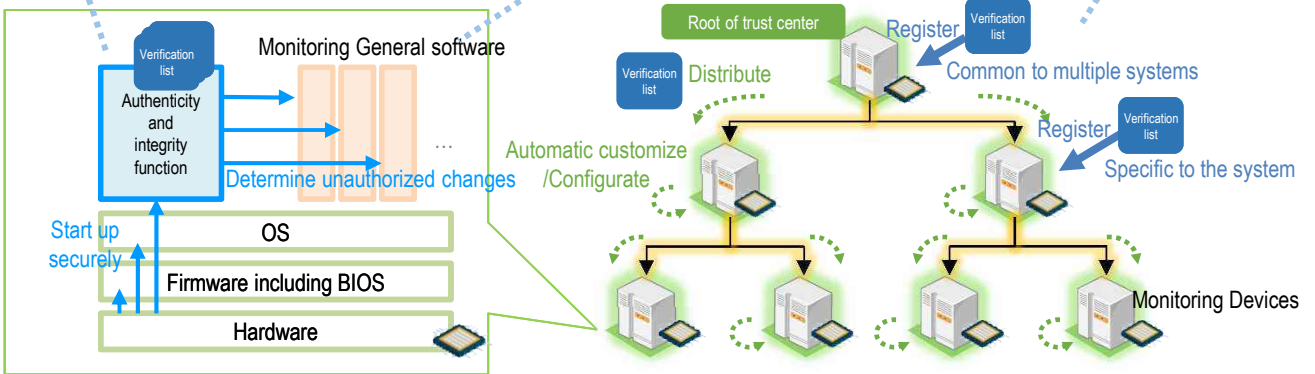 Verification
list
Authenticity
and
integrity
function
Monitoring General software
...
Determine unauthorized changes
Start up
securely
OS
Firmware including BIOS
Hardware
Root of trust center
Register
Verification
list
Common to multiple systems
Verification
list
Distribute
Register
Verification
list
Specific to the system
Automatic customize
/Configurate
Monitoring Devices